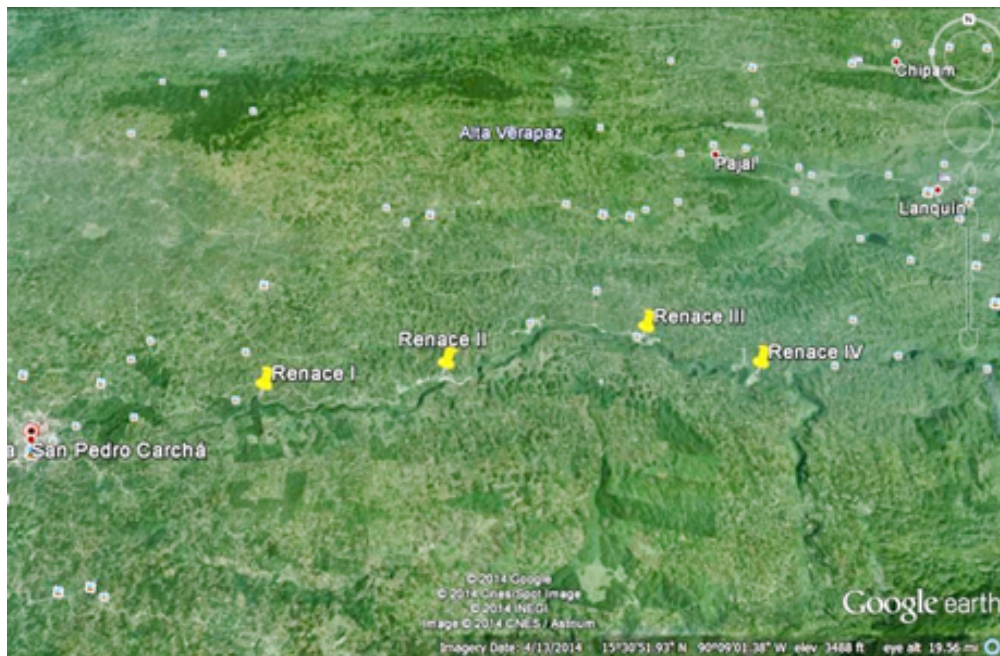 N
Chipam
Alta Verapaz
Pajal
Lanquin
Renace III
Renace II
Renace IV
Renace I
a
San Pedro Carchá
© 2014 Google
© 2014 Cnes/Spot Image
© 2014 INEGI
Image © 2014 CNES / Astrium
Google earth
Imagery Date: 4/13/2014 15°30'51.93" N 90°09'01.38" W elev 3488 ft eye alt 19.56 mi